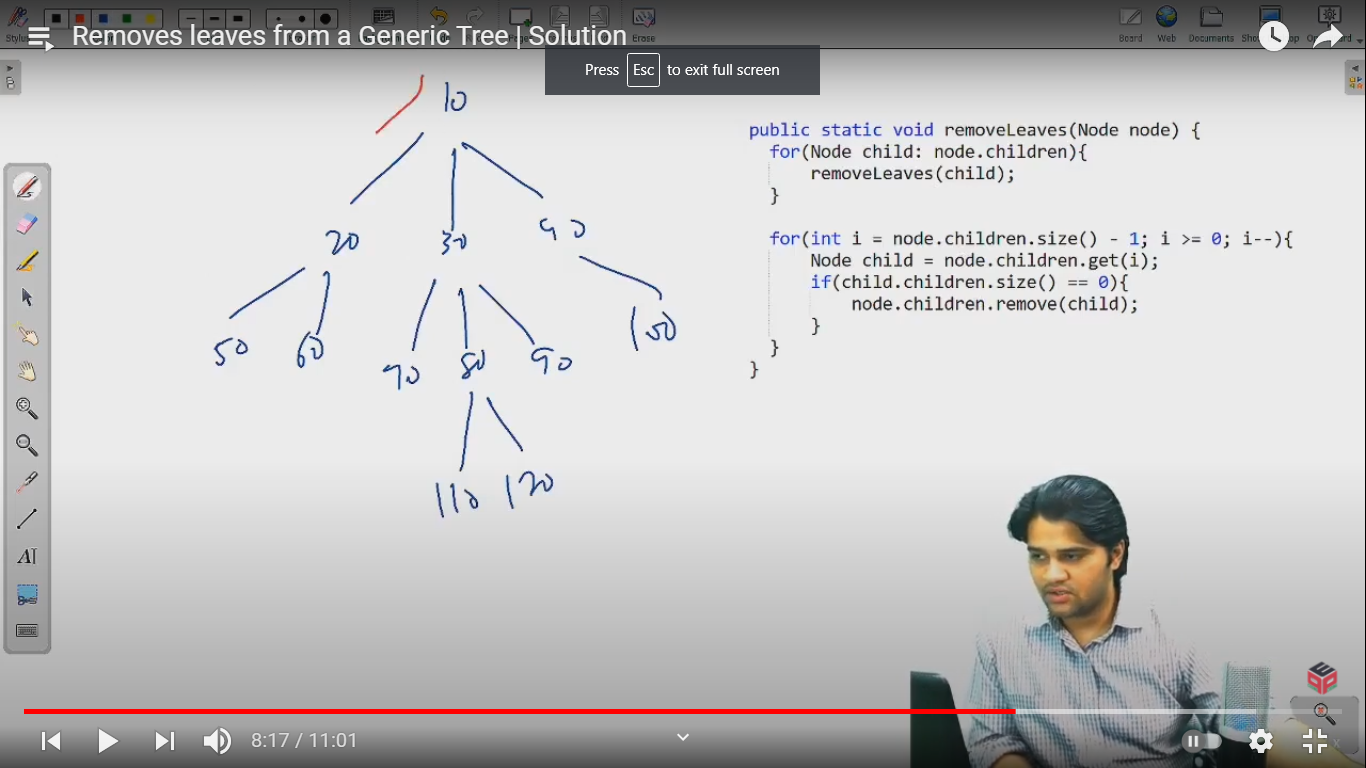 Removes leaves from a Generic Tree | Solution
Erase
Board Web Documents
Press Esc to exit full screen
10
20 30 40
50 60 70 80 90 100
110 120
public static void removeLeaves(Node node) {
for(Node child: node.children){
removeLeaves(child);
}
for(int i = node.children.size() - 1; i >= 0; i--){
Node child = node.children.get(i);
if(child.children.size() == 0){
node.children.remove(child);
}
}
}
8:17 / 11:01